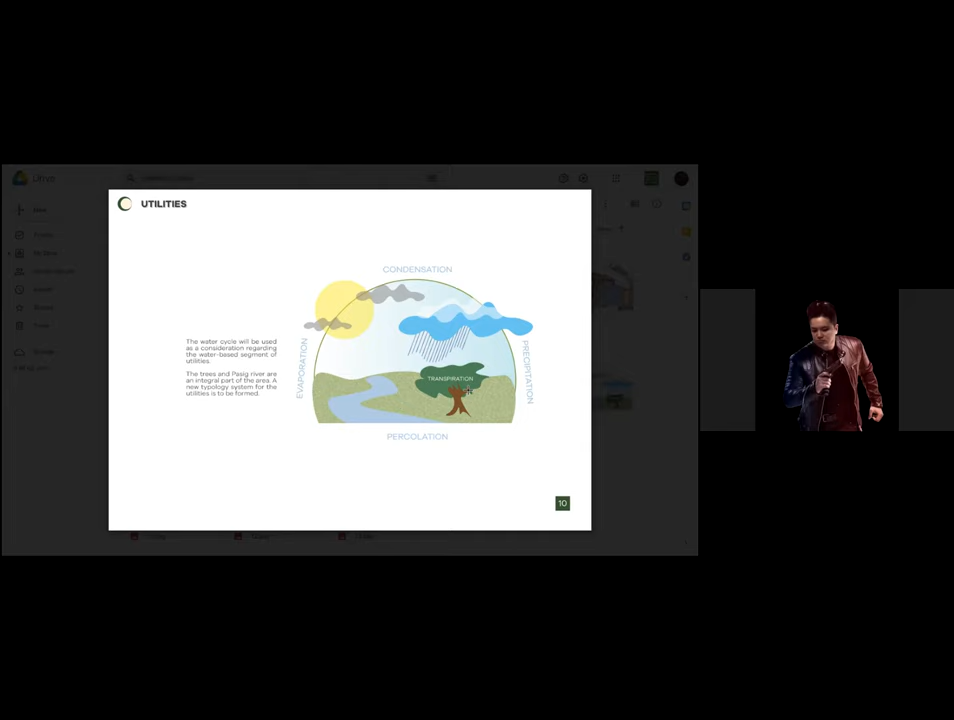 Drive
UTILITIES
CONDENSATION
EVAPORATION
PRECIPITATION
The water cycle will be used
as a consideration regarding
the water-based segment of
utilities.
The trees and Pasig river are
an integral part of the area. A
new typology system for the
utilities is to be formed.
TRANSPIRATION
PERCOLATION
10